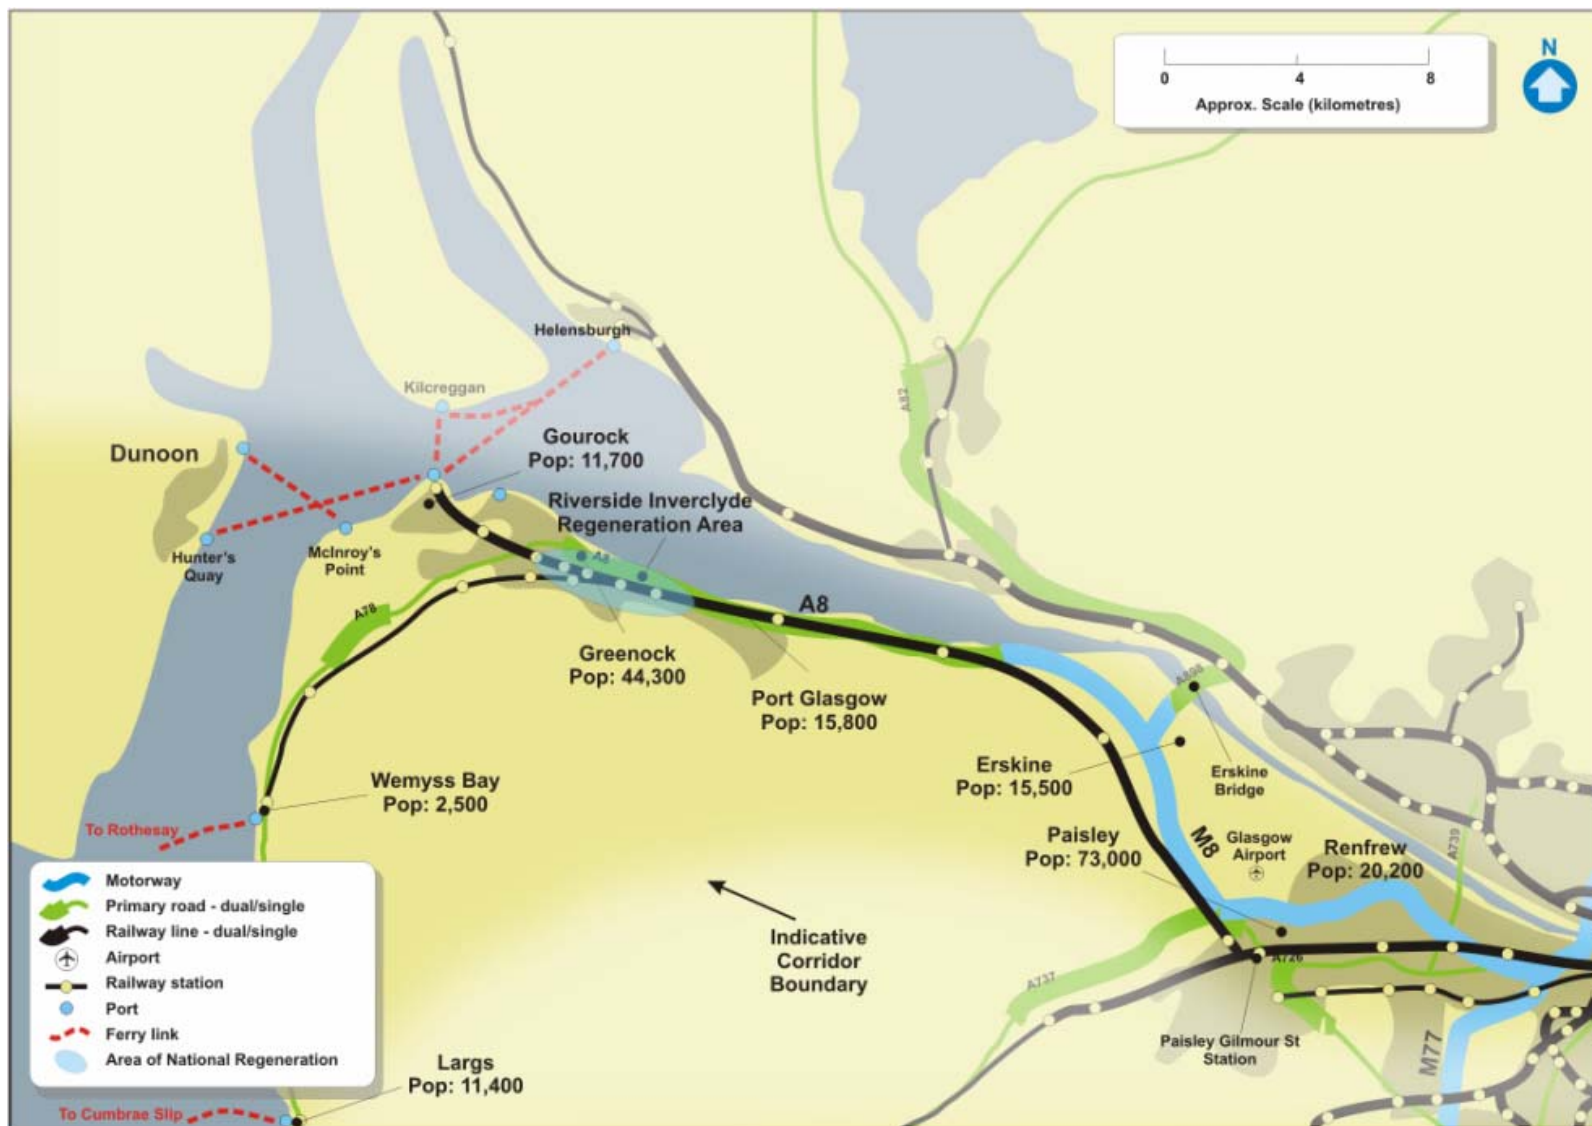 N
0 4 8
Approx. Scale (kilometres)
Helensburgh
Kilcreggan
A82
Gourock
Pop: 11,700
Dunoon
Riverside Inverclyde
Regeneration Area
Hunter's
Quay
McInroy's
Point
A8
A8
A78
Greenock
Pop: 44,300
Port Glasgow
Pop: 15,800
A898
Erskine
Pop: 15,500
Erskine
Bridge
Wemyss Bay
Pop: 2,500
To Rothesay
Paisley
Pop: 73,000
M8
Glasgow
Airport
Renfrew
Pop: 20,200
A739
Motorway
Primary road - dual/single
Railway line - dual/single
Airport
Railway station
Port
Ferry link
Area of National Regeneration
Indicative
Corridor
Boundary
A737
A726
Paisley Gilmour St
Station
M77
Largs
Pop: 11,400
To Cumbrae Slip